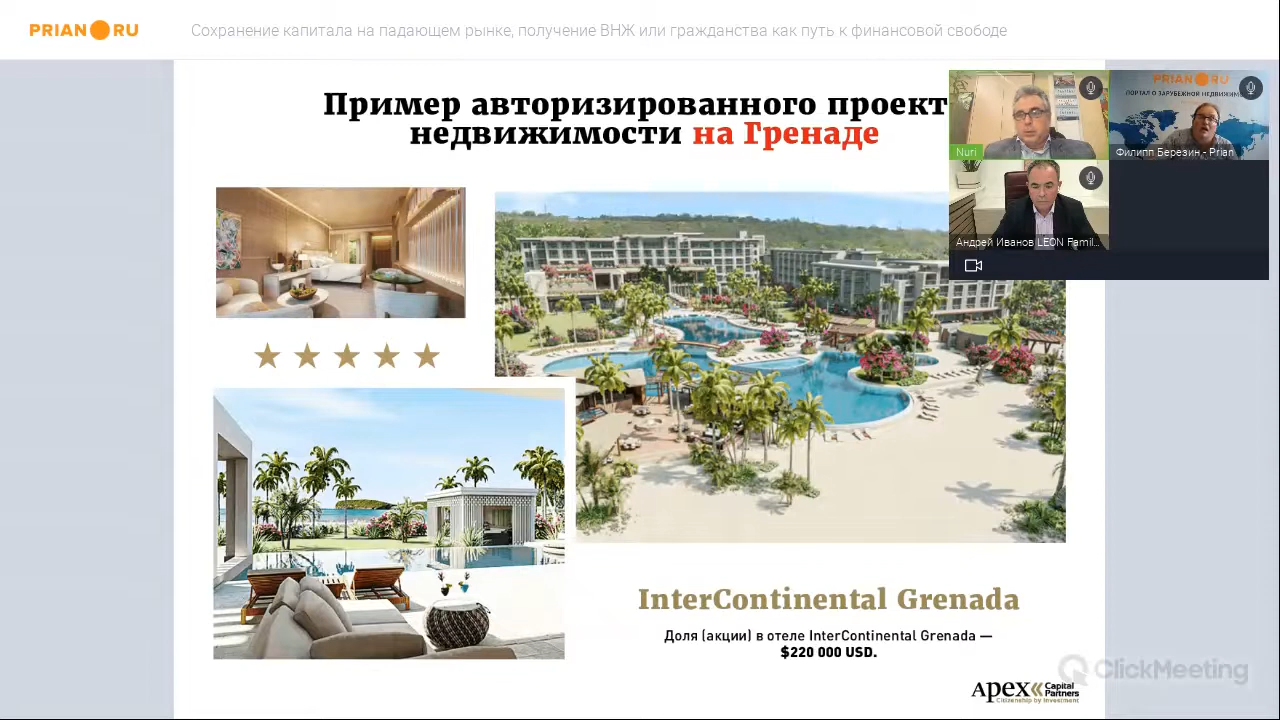 PRIAN RU
Сохранение капитала на падающем рынке, получение ВНЖ или гражданства как путь к финансовой свободе
Пример авторизированного проект
недвижимости на Гренаде
Nuri
PRIAN RU
ПОРТАЛ О ЗАРУБЕЖНОЙ НЕДВИЖИМ
Филипп Березин - Prian
Андрей Иванов LEON Famil...
InterContinental Grenada
Доля (акции) в отеле InterContinental Grenada —
$220 000 USD.
ClickMeeting
Apex Capital
Partners
Citizenship by Investment